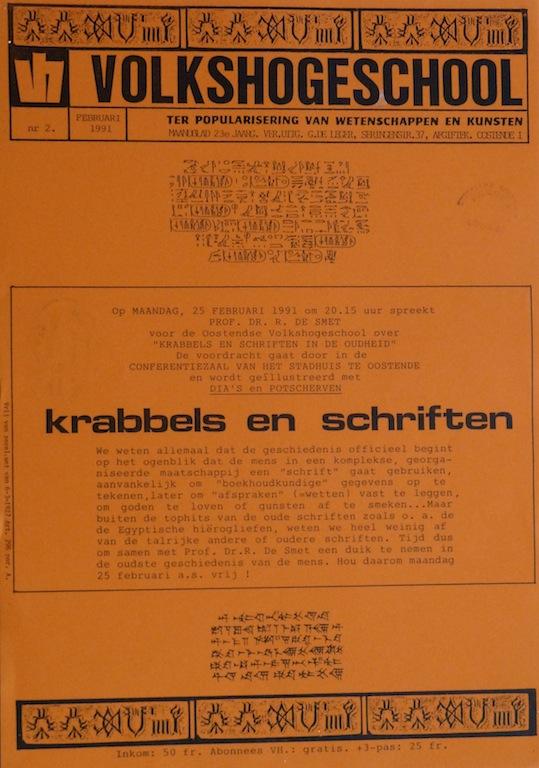 VOLKSHOGESCHOOL
nr 2.
FEBRUARI
1991
TER POPULARISERING VAN WETENSCHAPPEN EN KUNSTEN
MAANDBLAD 23e JAARG. VER.UITG. G.DE LEGER, SERINGENSTR.37, AFGIFTEK. OOSTENDE 1
Op MAANDAG, 25 FEBRUARI 1991 om 20.15 uur spreekt
PROF. DR. R. DE SMET
voor de Oostendse Volkshogeschool over
"KRABBELS EN SCHRIFTEN IN DE OUDHEID"
De voordracht gaat door in de
CONFERENTIEZAAL VAN HET STADHUIS TE OOSTENDE
en wordt geïllustreerd met
DIA'S en POTSCHERVEN
krabbels en schriften
We weten allemaal dat de geschiedenis officieel begint
op het ogenblik dat de mens in een komplekse, georga-
niseerde maatschappij een "schrift" gaat gebruiken,
aanvankelijk om "boekhoudkundige" gegevens op te
tekenen,later om "afspraken" (=wetten) vast te leggen,
om goden te loven of gunsten af te smeken...Maar
buiten de tophits van de oude schriften zoals o. a. de
de Egyptische hiërogliefen, weten we heel weinig af
van de talrijke andere of oudere schriften. Tijd dus
om samen met Prof. Dr.R. De Smet een duik te nemen in
de oudste geschiedenis van de mens. Hou daarom maandag
25 februari a.s. vrij !
Vrij van zegel.wet van
Inkom: 50 fr. Abonnees VH.: gratis. +3-pas: 25 fr.